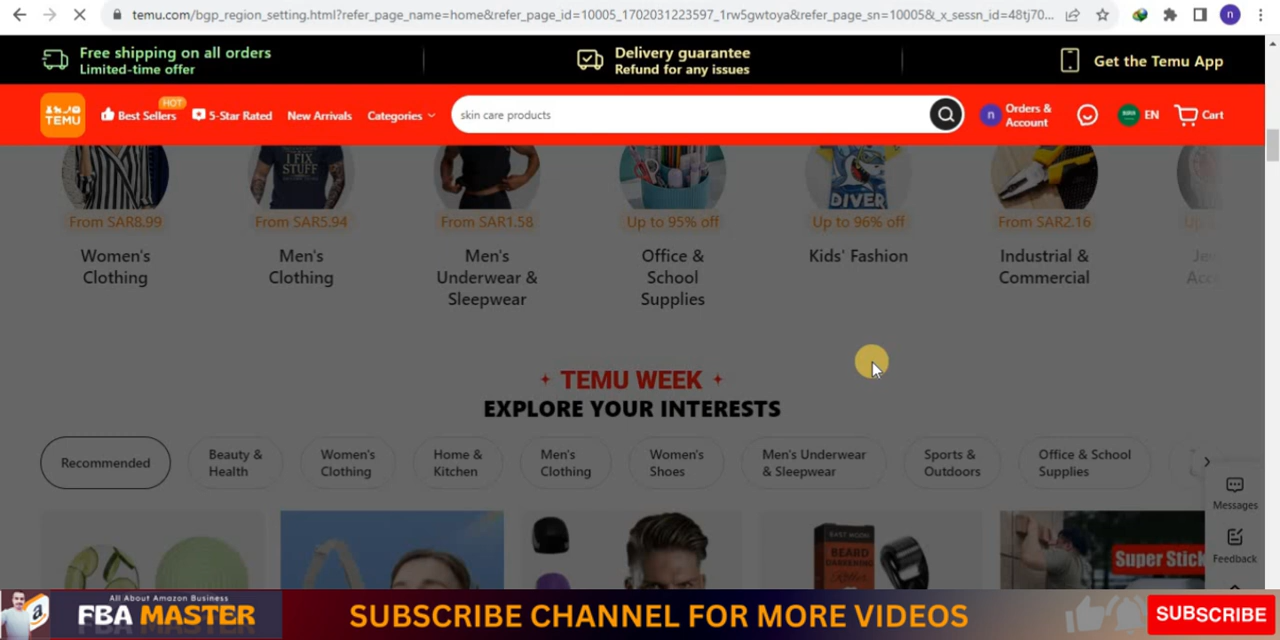 temu.com/bgp_region_setting.html?refer_page_name=home&refer_page_id=10005_1702031223597_1rw5gwtoya&refer_page_sn=10005&_x_sessn_id=48tj70...
n
Free shipping on all orders
Limited-time offer
Delivery guarantee
Refund for any issues
Get the Temu App
TEMU
HOT
Best Sellers
5-Star Rated
New Arrivals
Categories
skin care products
n
Orders &
Account
EN
Cart
I FIX
STUFF
DIVER
From SAR8.99
From SAR5.94
From SAR1.58
Up to 95% off
Up to 96% off
From SAR2.16
Women's
Clothing
Men's
Clothing
Men's
Underwear &
Sleepwear
Office &
School
Supplies
Kids' Fashion
Industrial &
Commercial
TEMU WEEK
EXPLORE YOUR INTERESTS
Recommended
Beauty &
Health
Women's
Clothing
Home &
Kitchen
Men's
Clothing
Women's
Shoes
Men's Underwear
& Sleepwear
Sports &
Outdoors
Office & School
Supplies
Messages
Feedback
BEARD
DARKENING
Super Stick
All About Amazon Business
FBA MASTER
SUBSCRIBE CHANNEL FOR MORE VIDEOS
SUBSCRIBE